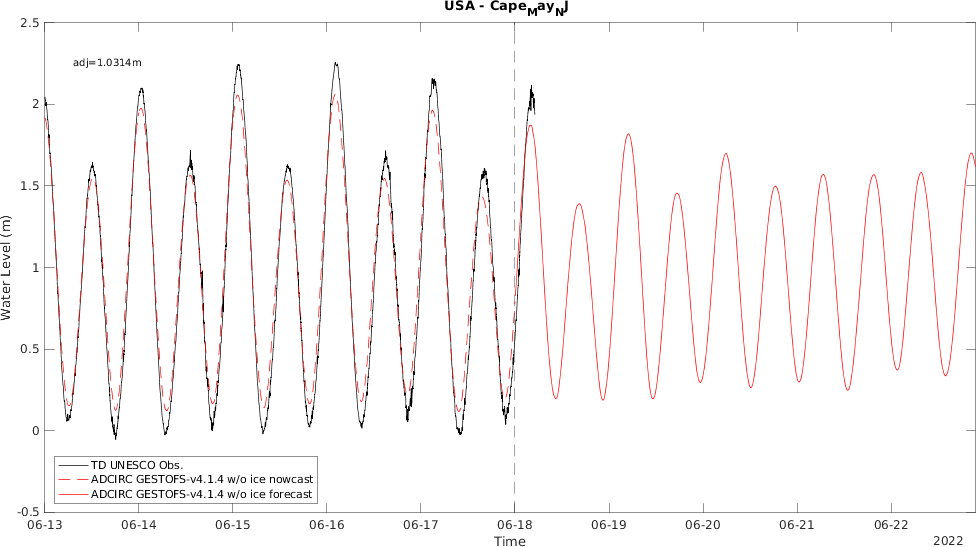 USA - Cape_May_NJ
2.5
adj=1.0314m
2
1.5
1
0.5
0
-0.5
Water Level (m)
TD UNESCO Obs.
ADCIRC GESTOFS-v4.1.4 w/o ice nowcast
ADCIRC GESTOFS-v4.1.4 w/o ice forecast
06-13 06-14 06-15 06-16 06-17 06-18 06-19 06-20 06-21 06-22
Time
2022